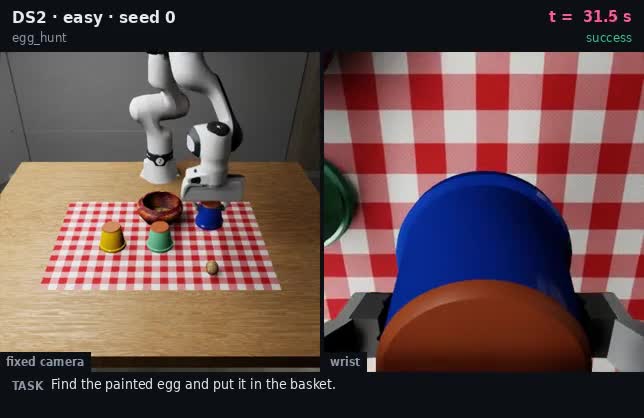 DS2 · easy · seed 0
t = 31.5 s
egg_hunt
success
fixed camera
wrist
TASK Find the painted egg and put it in the basket.